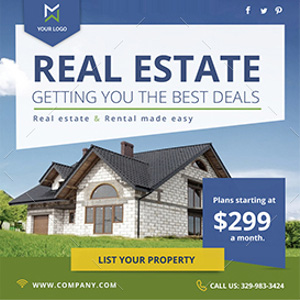 YOUR LOGO
REAL ESTATE
GETTING YOU THE BEST DEALS
Real estate & Rental made easy
Plans starting at
$299
a month.
LIST YOUR PROPERTY
WWW.COMPANY.COM
CALL US: 329-983-3424